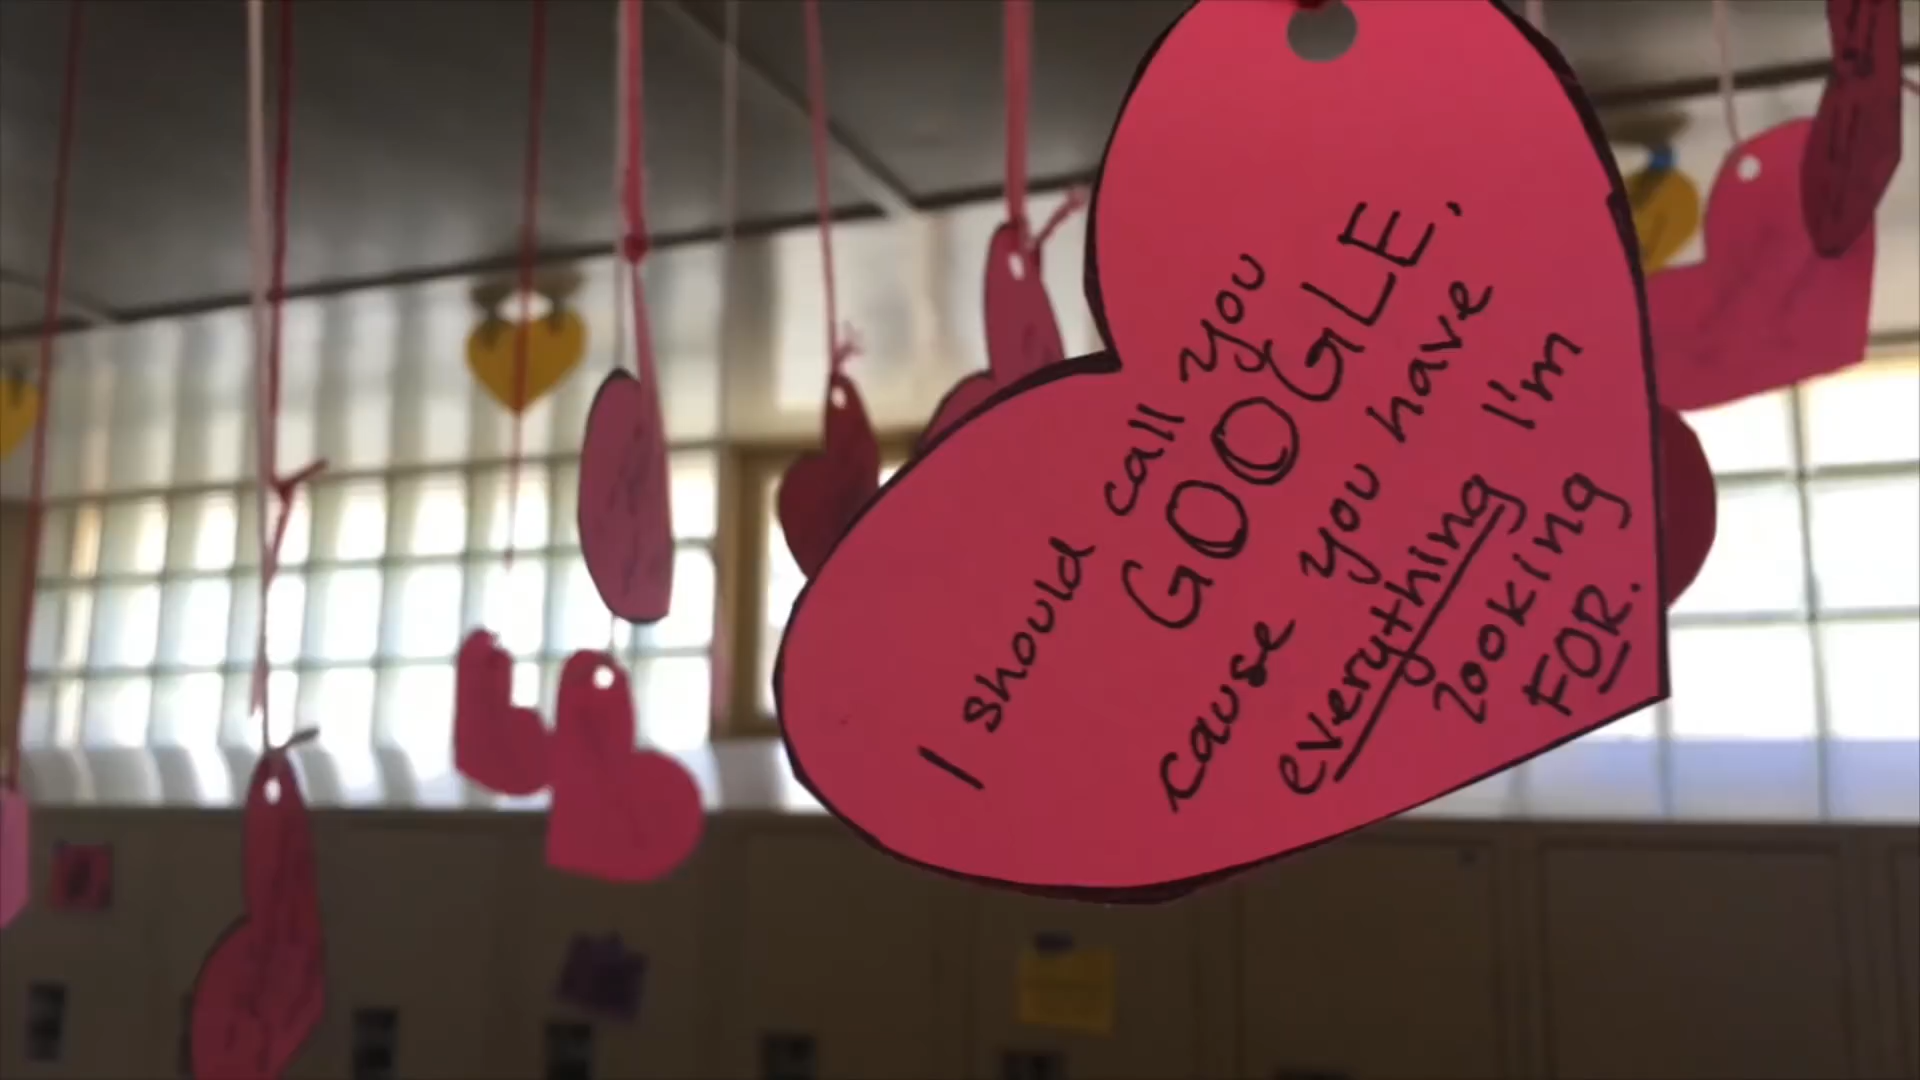 I should call you
GOOGLE,
cause you have
everything I'm
looking
FOR.